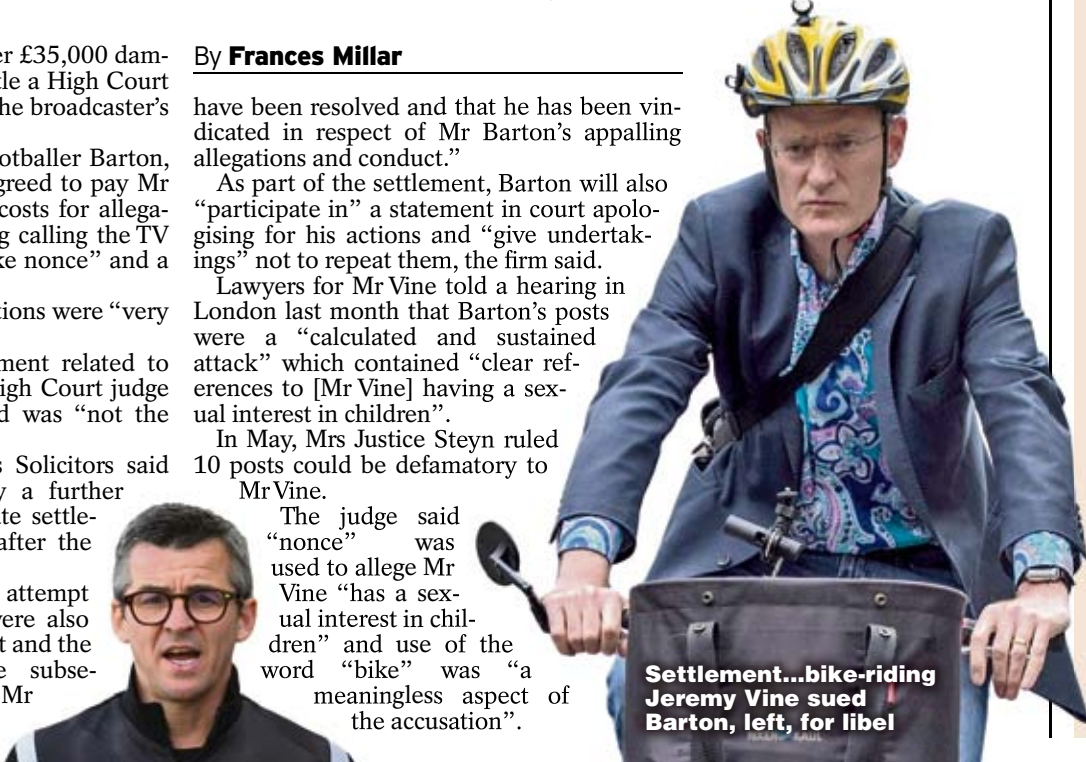 er £35,000 dam-
tle a High Court
he broadcaster's
otballer Barton,
greed to pay Mr
costs for allega-
g calling the TV
ke nonce" and a
tions were "very
ment related to
igh Court judge
d was "not the
s Solicitors said
y a further
te settle-
after the
attempt
were also
t and the
e subse-
Mr
By Frances Millar
have been resolved and that he has been vin-
dicated in respect of Mr Barton's appalling
allegations and conduct."
As part of the settlement, Barton will also
"participate in" a statement in court apolo-
gising for his actions and "give undertak-
ings" not to repeat them, the firm said.
Lawyers for Mr Vine told a hearing in
London last month that Barton's posts
were a "calculated and sustained
attack" which contained "clear ref-
erences to [Mr Vine] having a sex-
ual interest in children".
In May, Mrs Justice Steyn ruled
10 posts could be defamatory to
Mr Vine.
The judge said
"nonce" was
used to allege Mr
Vine "has a sex-
ual interest in chil-
dren" and use of the
word "bike" was "a
meaningless aspect of
the accusation".
Settlement...bike-riding
Jeremy Vine sued
Barton, left, for libel